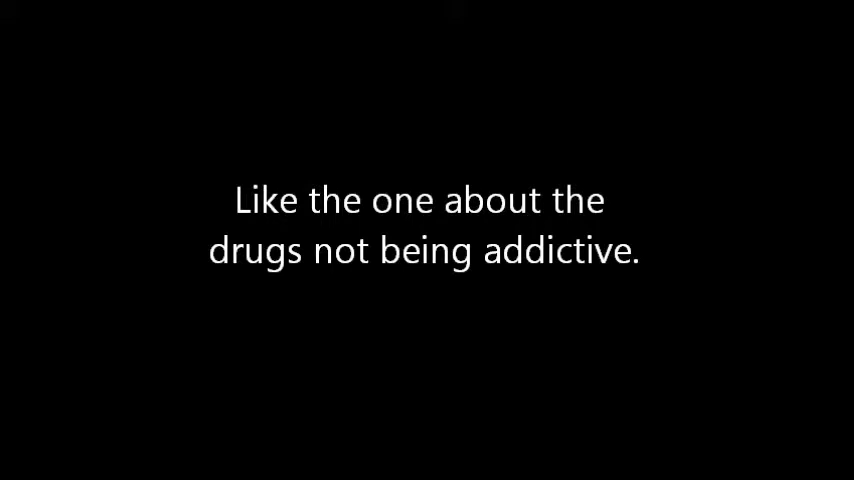 Like the one about the
drugs not being addictive.